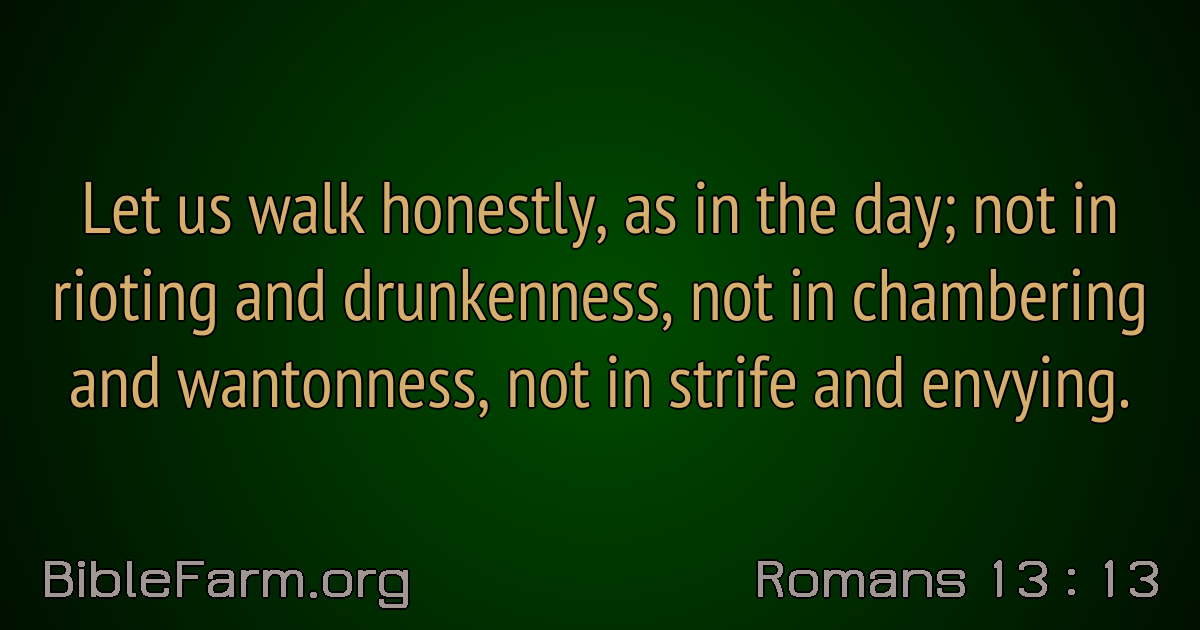 Let us walk honestly, as in the day; not in
rioting and drunkenness, not in chambering
and wantonness, not in strife and envying.
BibleFarm.org
Romans 13 : 13